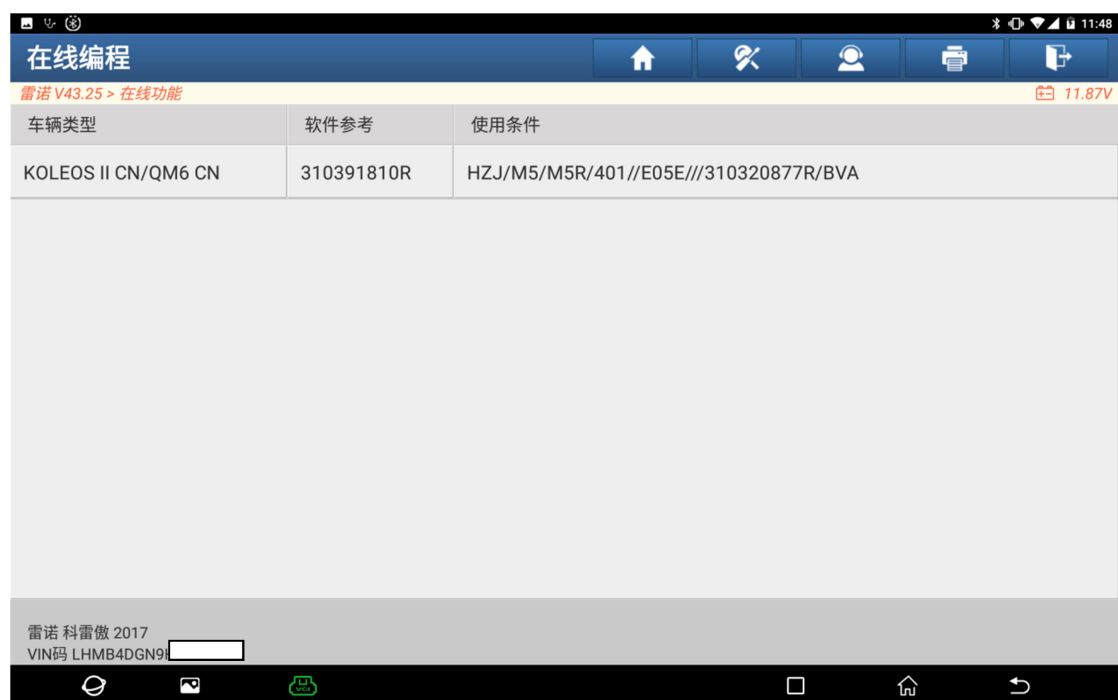 11:48
在线编程
雷诺 V43.25 > 在线功能 11.87V
车辆类型 软件参考 使用条件
KOLEOS II CN/QM6 CN 310391810R HZJ/M5/M5R/401//E05E///310320877R/BVA
雷诺 科雷傲 2017
VIN码 LHMB4DGN9
VCI